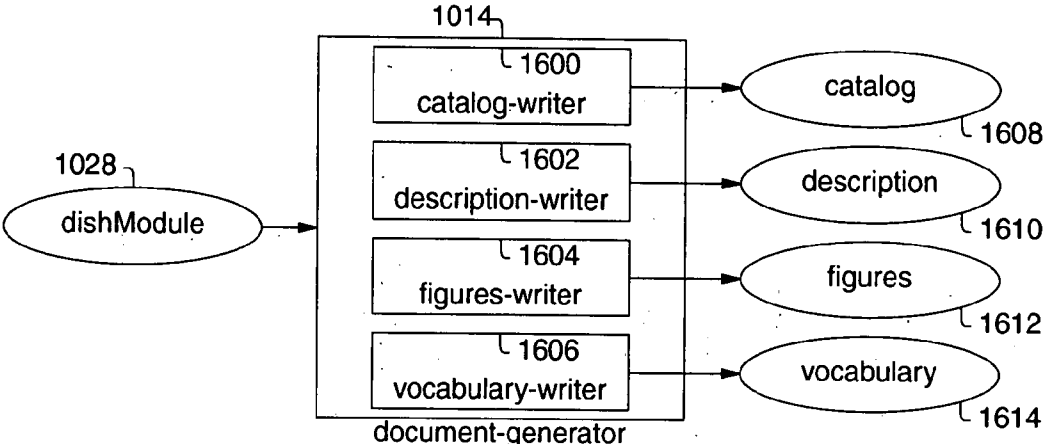 1014
1600
catalog-writer
catalog
1608
1602
description-writer
description
1610
1028
dishModule
1604
figures-writer
figures
1612
1606
vocabulary-writer
vocabulary
1614
document-generator